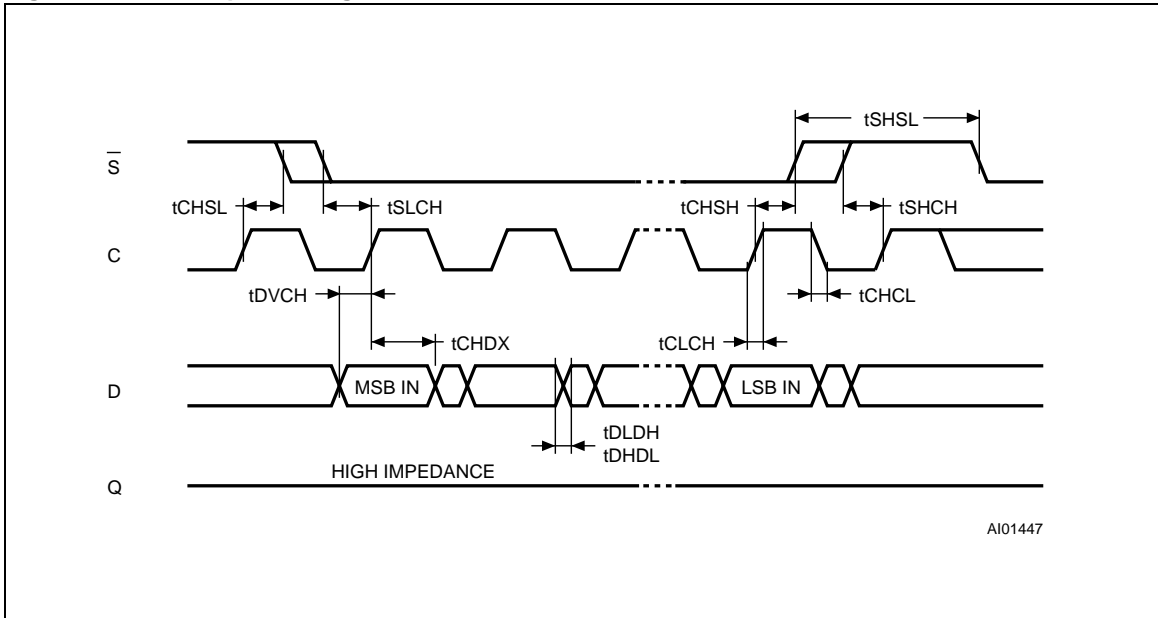 tSHSL
S
tCHSL
tSLCH
tCHSH
tSHCH
C
tDVCH
tCHCL
tCHDX
tCLCH
D
MSB IN
LSB IN
tDLDH
tDHDL
HIGH IMPEDANCE
Q
AI01447